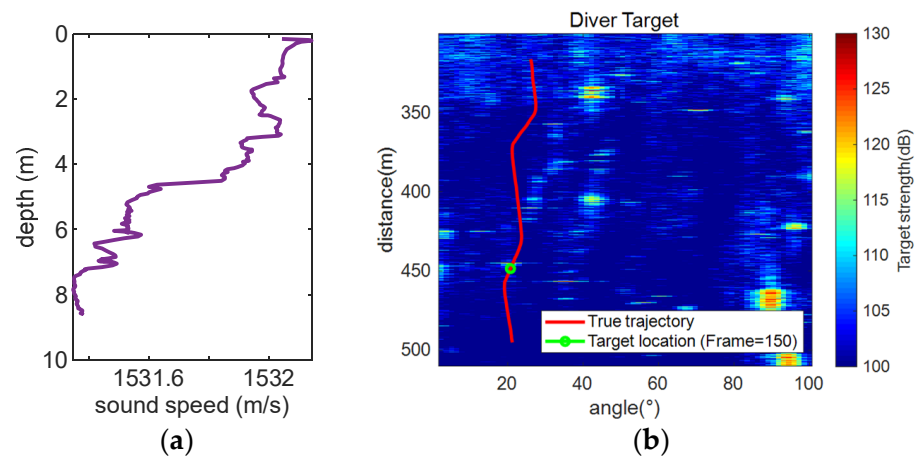 0
2
4
6
8
10
depth (m)
1531.6
1532
sound speed (m/s)
(a)
Diver Target
350
400
450
500
distance(m)
20
40
60
80
100
angle(°)
True trajectory
Target location (Frame=150)
130
125
120
115
110
105
100
Target strength(dB)
(b)